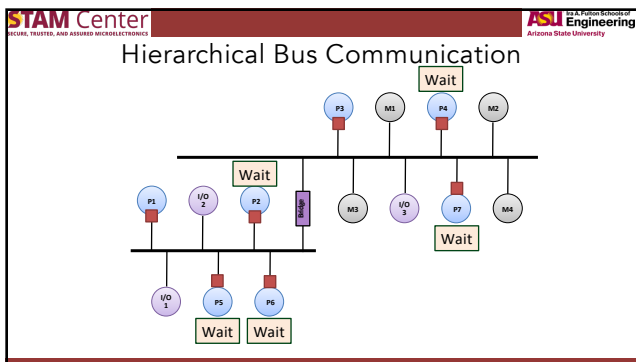 STAM Center
SECURE, TRUSTED, AND ASSURED MICROELECTRONICS
ASU Ira A. Fulton Schools of
Engineering
Arizona State University
Hierarchical Bus Communication
Wait
P3
M1
P4
M2
Wait
P1
I/O
2
P2
Bridge
M3
I/O
3
P7
M4
Wait
I/O
1
P5
P6
Wait
Wait